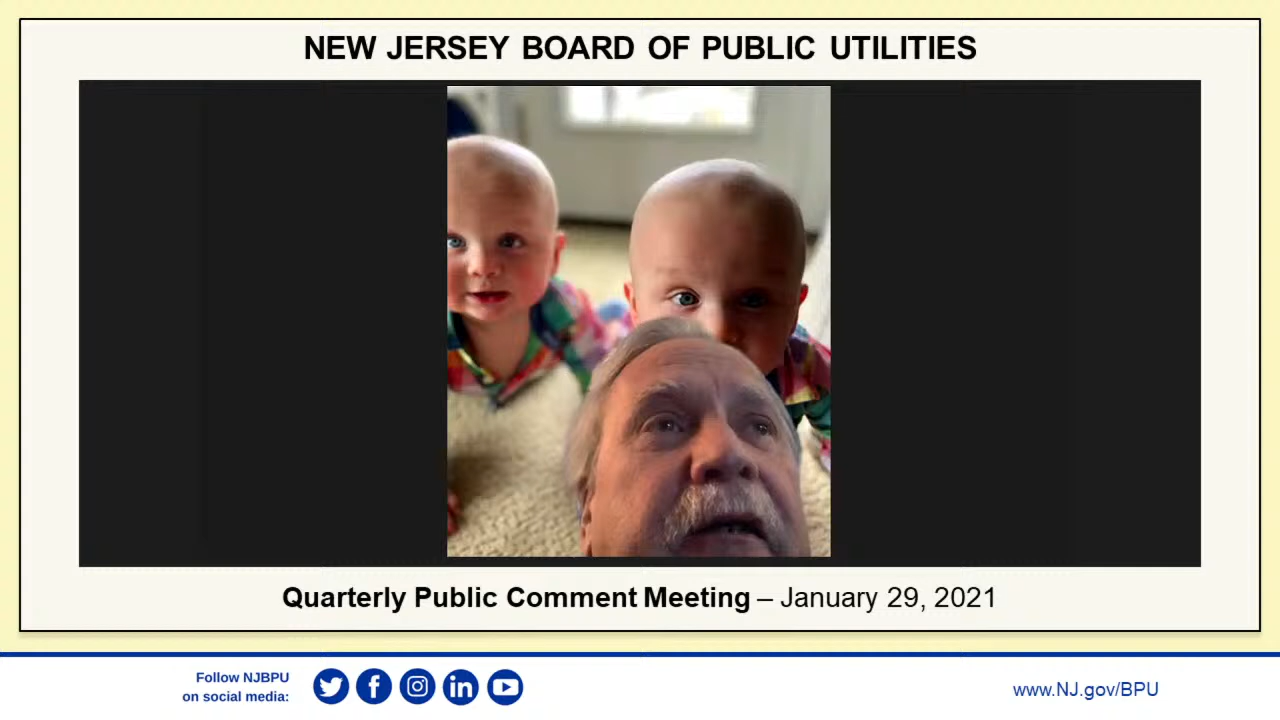 NEW JERSEY BOARD OF PUBLIC UTILITIES
Quarterly Public Comment Meeting – January 29, 2021
Follow NJBPU
on social media:
www.NJ.gov/BPU